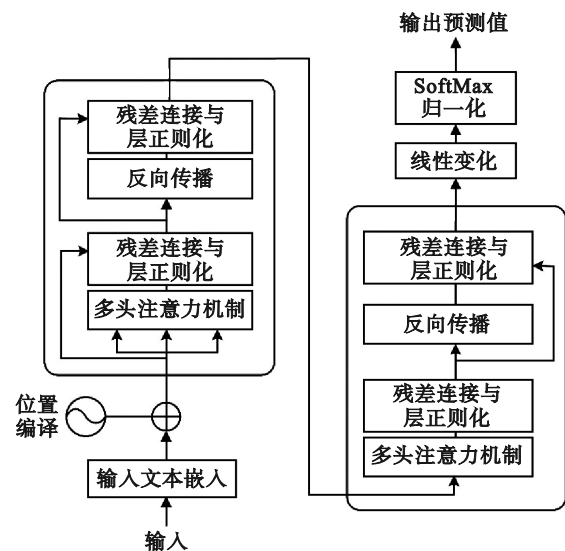 残差连接与
层正则化
反向传播
残差连接与
层正则化
多头注意力机制
位置
编译
输入文本嵌入
输入
输出预测值
SoftMax
归一化
线性变化
残差连接与
层正则化
反向传播
残差连接与
层正则化
多头注意力机制